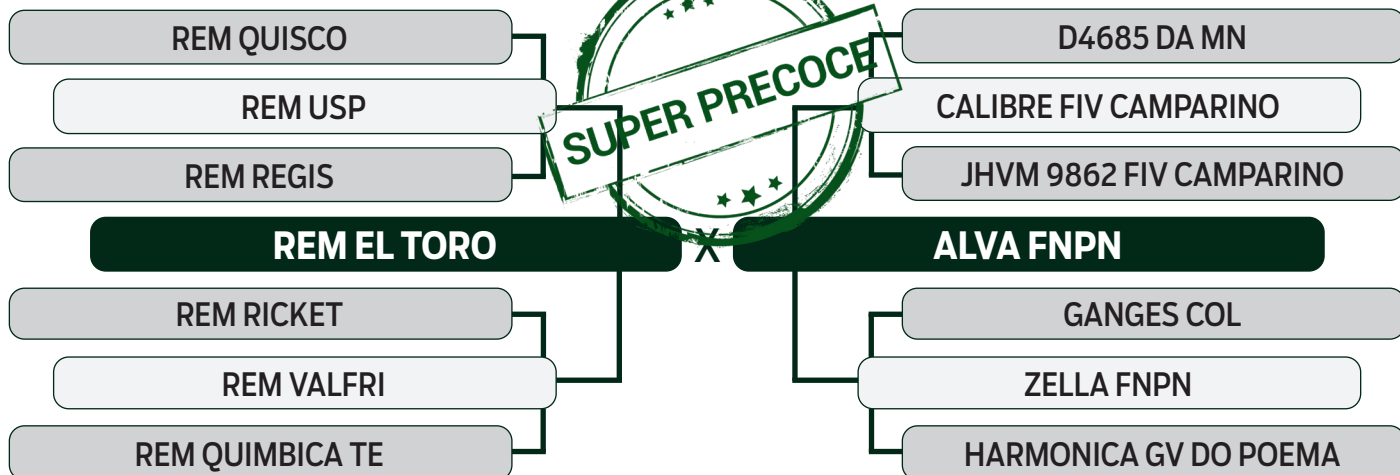 REM QUISCO
REM USP
REM REGIS
REM EL TORO
REM RICKET
REM VALFRI
REM QUIMBICA TE
SUPER PRECOCE
X
D4685 DA MN
CALIBRE FIV CAMPARINO
JHVM 9862 FIV CAMPARINO
ALVA FNPN
GANGES COL
ZELLA FNPN
HARMONICA GV DO POEMA